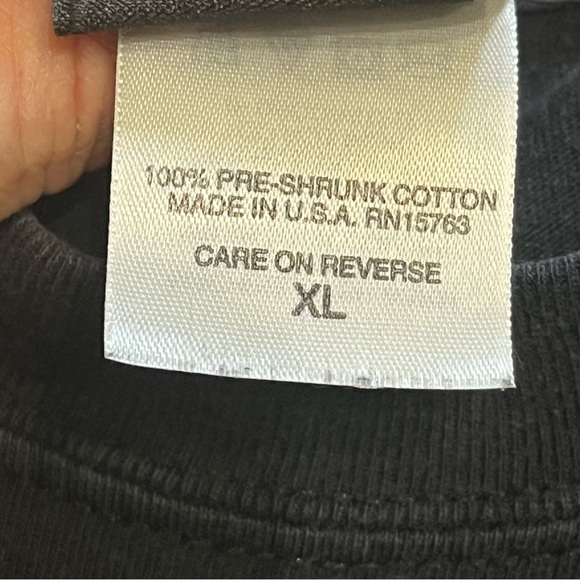 100% PRE-SHRUNK COTTON
MADE IN U.S.A. RN15763
CARE ON REVERSE
XL